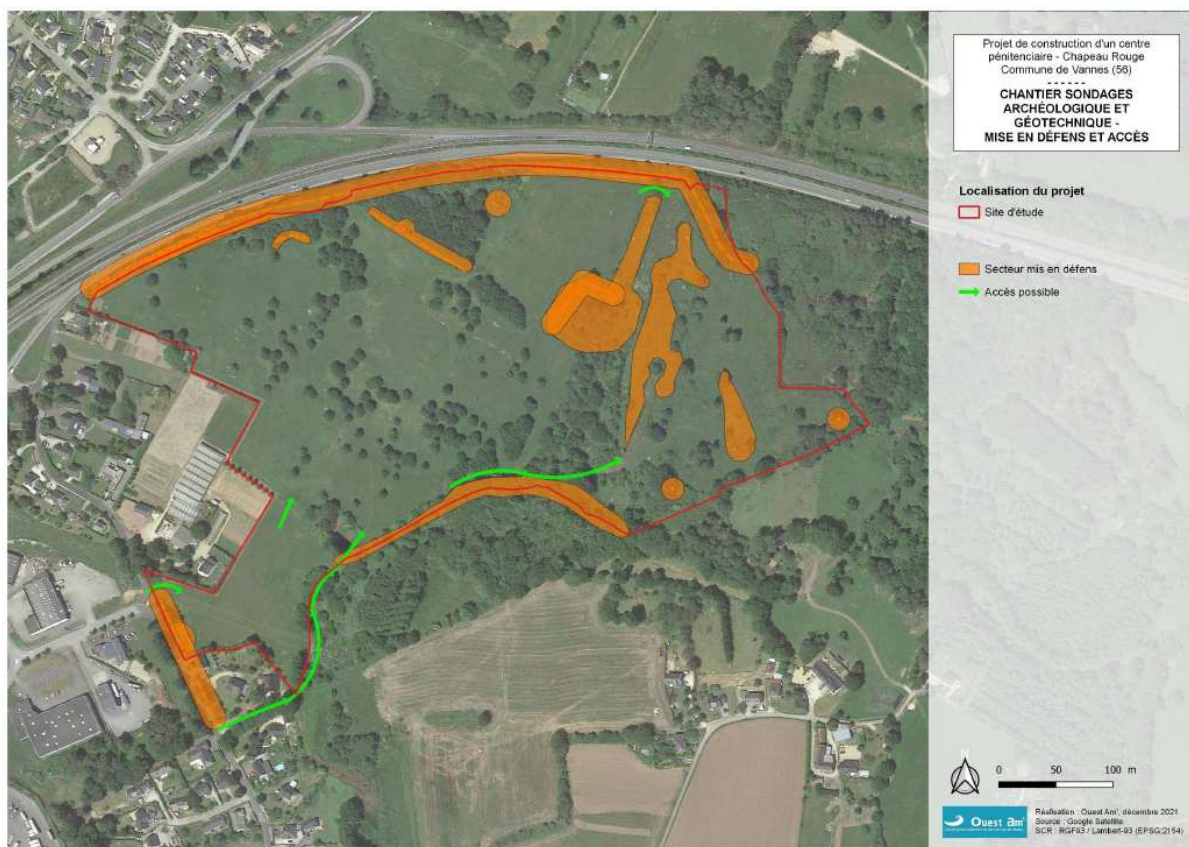 Projet de construction d'un centre
pénitenciaire - Chapeau Rouge
Commune de Vannes (56)
- - - - - -
CHANTIER SONDAGES
ARCHÉOLOGIQUE ET
GÉOTECHNIQUE -
MISE EN DÉFENS ET ACCÈS
Localisation du projet
Site d'étude
Secteur mis en défens
Accès possible
N
0 50 100 m
Ouest Am'
Réalisation : Ouest Am', décembre 2021
Source : Google Satellite
SCR : RGF93 / Lambert-93 (EPSG:2154)